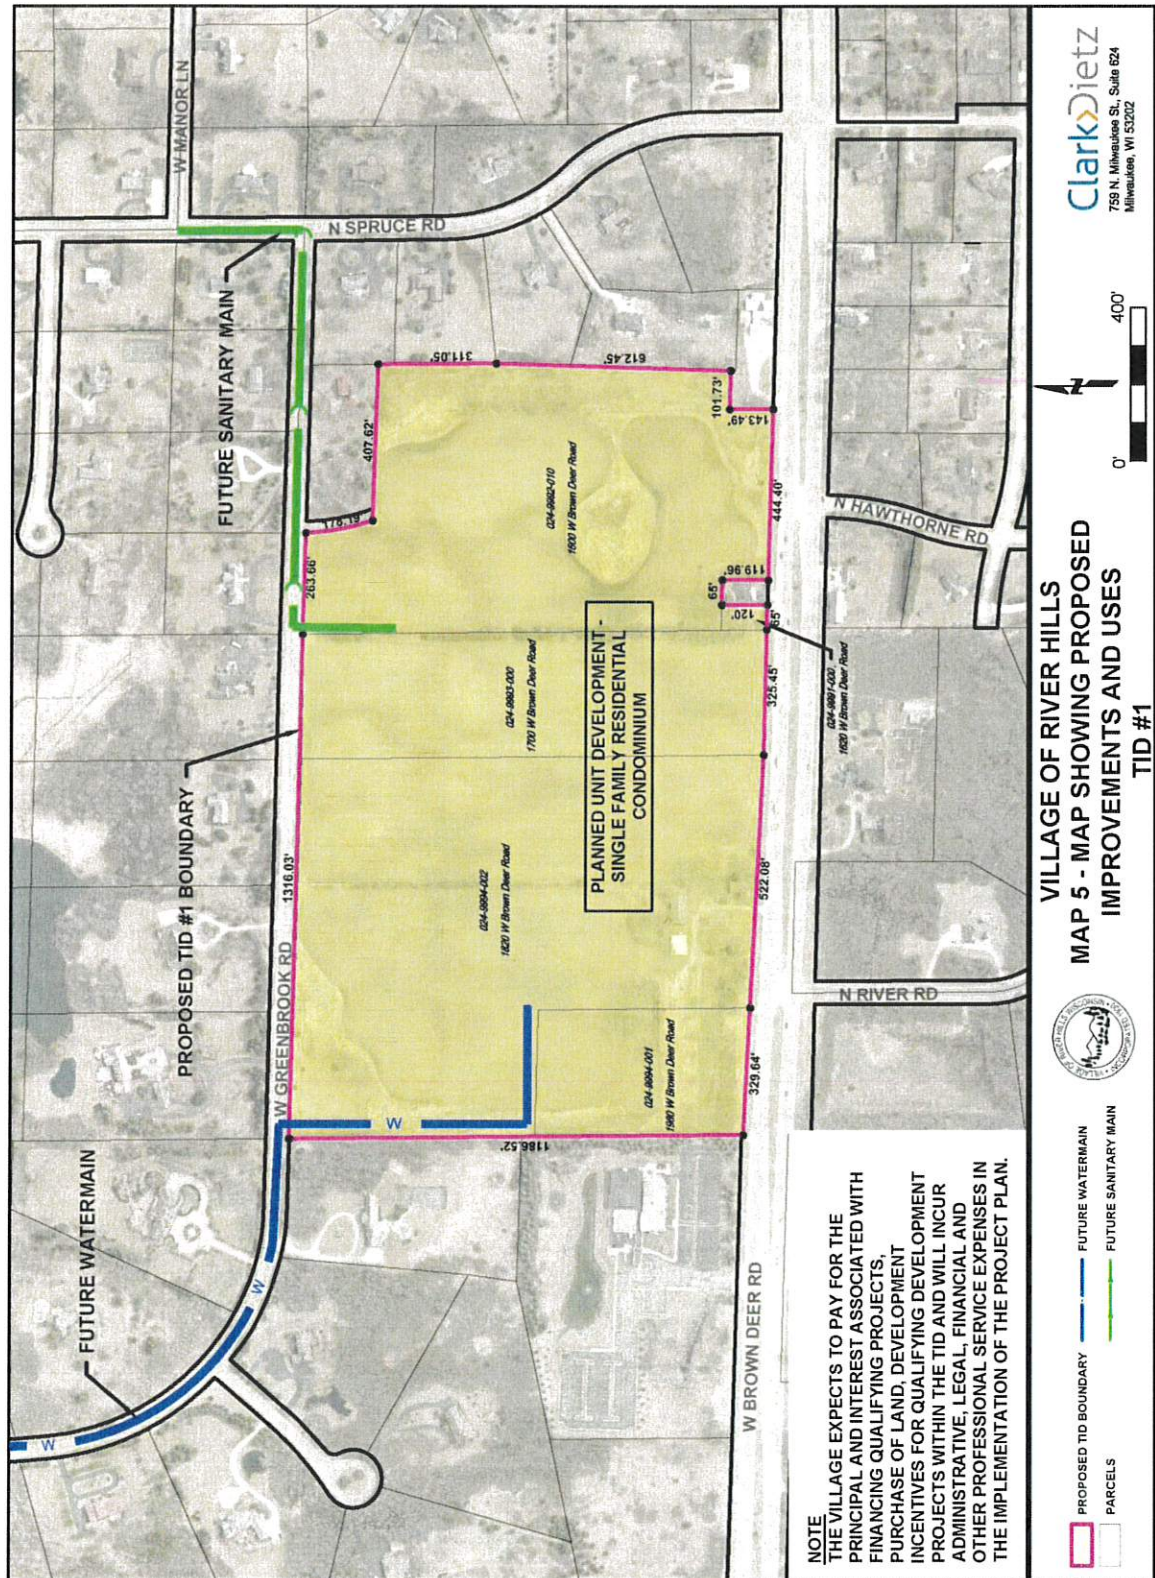 W MANOR LN
N SPRUCE RD
FUTURE SANITARY MAIN
PROPOSED TID #1 BOUNDARY
W GREENBROOK RD
FUTURE WATERMAIN
W
W
W
1316.03'
263.66'
407.62'
311.05'
612.45'
101.73'
143.49'
444.40'
119.96'
65'
120'
65'
325.45'
522.08'
329.64'
1186.52'
024-9992-010
1600 W Brown Deer Road
024-9993-000
1700 W Brown Deer Road
024-9994-002
1820 W Brown Deer Road
024-9994-001
1980 W Brown Deer Road
024-9991-000
1620 W Brown Deer Road
PLANNED UNIT DEVELOPMENT -
SINGLE FAMILY RESIDENTIAL
CONDOMINIUM
W BROWN DEER RD
N RIVER RD
N HAWTHORNE RD
NOTE
THE VILLAGE EXPECTS TO PAY FOR THE
PRINCIPAL AND INTEREST ASSOCIATED WITH
FINANCING QUALIFYING PROJECTS,
PURCHASE OF LAND, DEVELOPMENT
INCENTIVES FOR QUALIFYING DEVELOPMENT
PROJECTS WITHIN THE TID AND WILL INCUR
ADMINISTRATIVE, LEGAL, FINANCIAL AND
OTHER PROFESSIONAL SERVICE EXPENSES IN
THE IMPLEMENTATION OF THE PROJECT PLAN.
PROPOSED TID BOUNDARY
PARCELS
FUTURE WATERMAIN
FUTURE SANITARY MAIN
VILLAGE OF RIVER HILLS WISCONSIN • INCORPORATED 1930 •
VILLAGE OF RIVER HILLS
MAP 5 - MAP SHOWING PROPOSED
IMPROVEMENTS AND USES
TID #1
0'
400'
Clark Dietz
759 N. Milwaukee St., Suite 624
Milwaukee, WI 53202